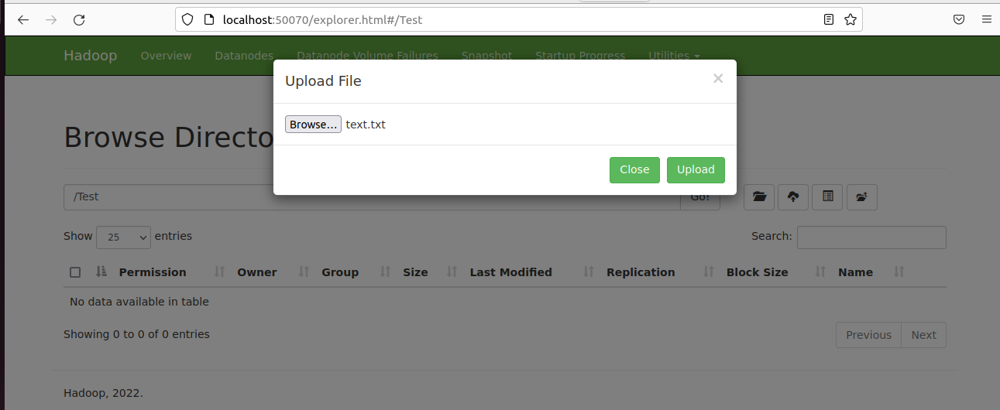 localhost:50070/explorer.html#/Test
Hadoop Overview Datanodes Datanode Volume Failures Snapshot Startup Progress Utilities
Upload File ×
Browse... text.txt
Close Upload
Browse Directo
/Test Go!
Show 25 entries Search:
Permission Owner Group Size Last Modified Replication Block Size Name
No data available in table
Showing 0 to 0 of 0 entries Previous Next
Hadoop, 2022.